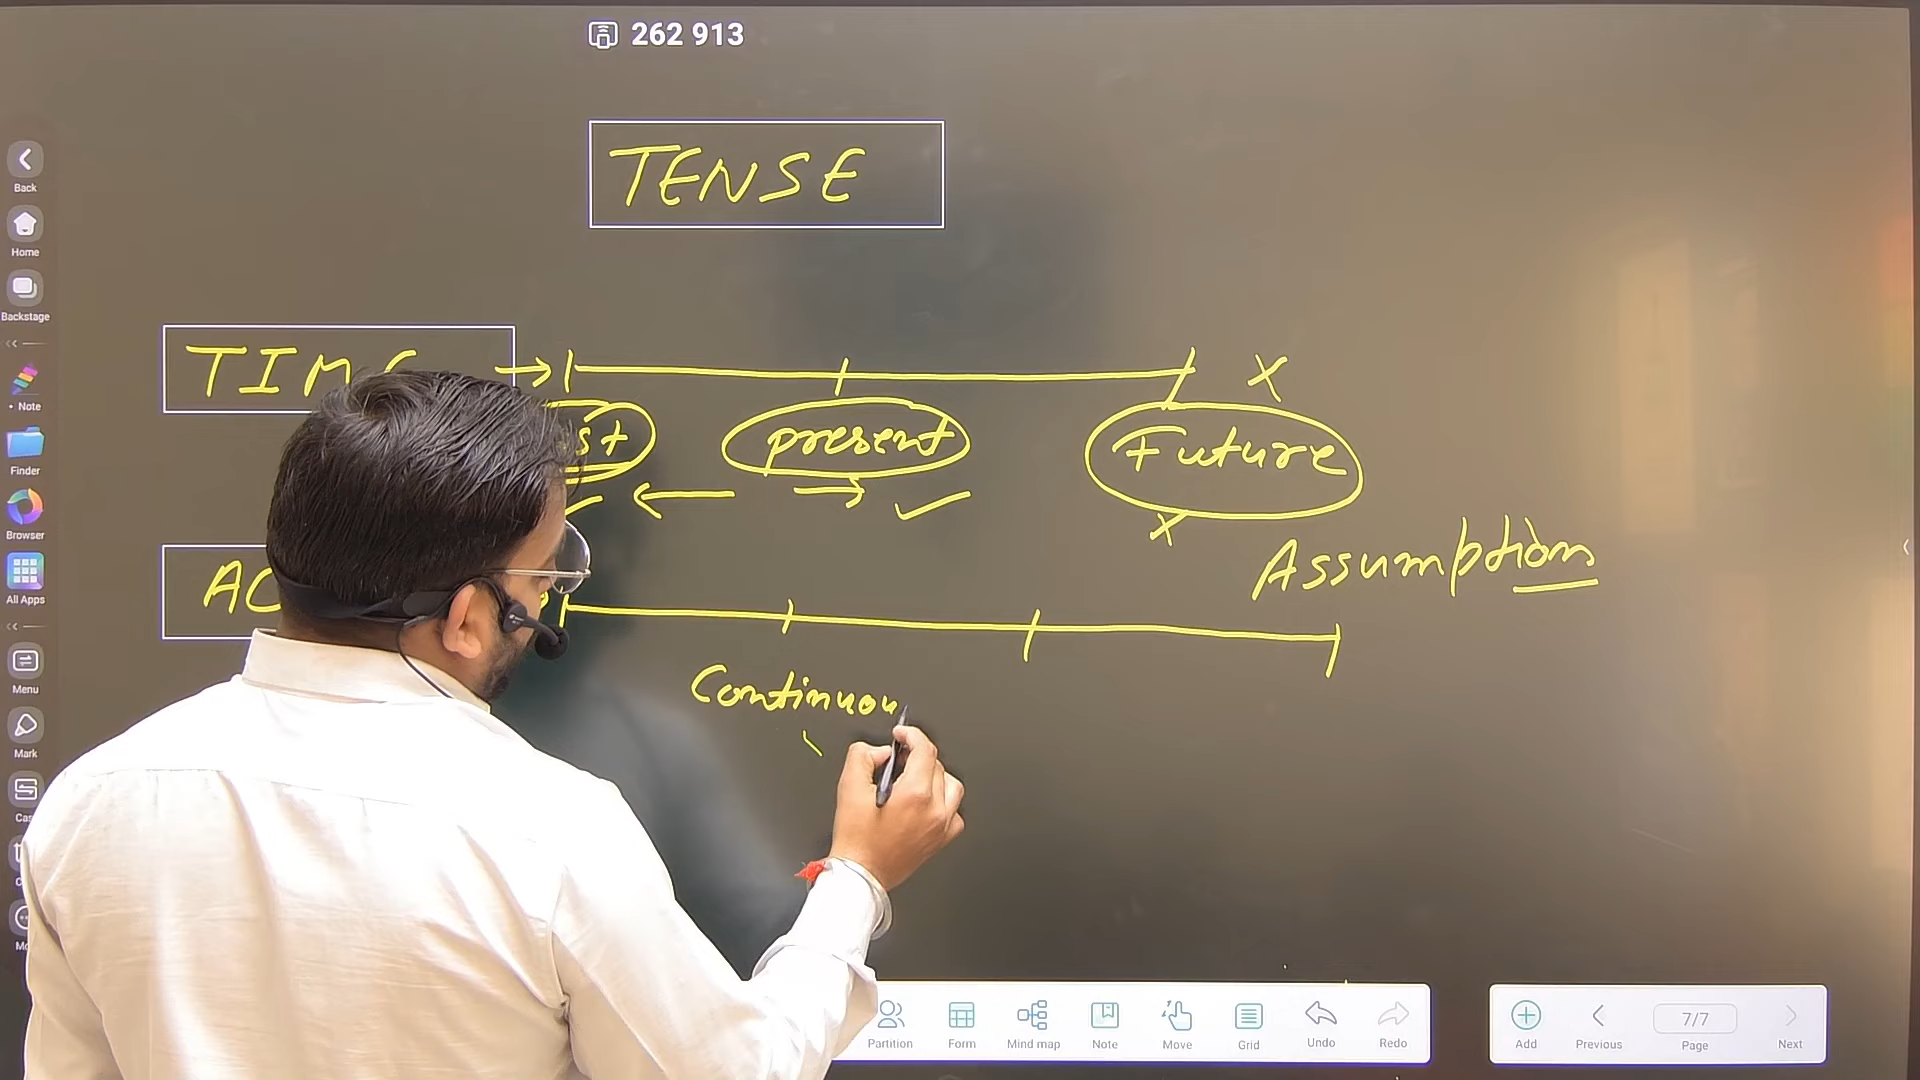 262 913
TENSE
TIM
present
Future
X
X
Assumption
Continuou
Back
Home
Backstage
Note
Finder
Browser
All Apps
Menu
Mark
Partition
Form
Mind map
Note
Move
Grid
Undo
Redo
Add
Previous
7/7
Page
Next